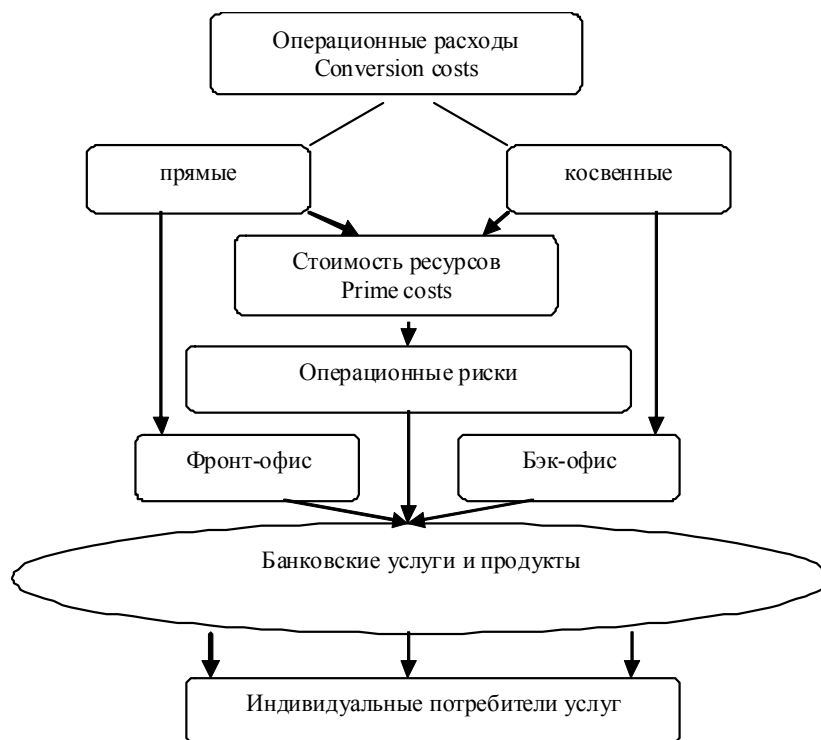 Операционные расходы
Conversion costs
прямые
косвенные
Стоимость ресурсов
Prime costs
Операционные риски
Фронт-офис
Бэк-офис
Банковские услуги и продукты
Индивидуальные потребители услуг